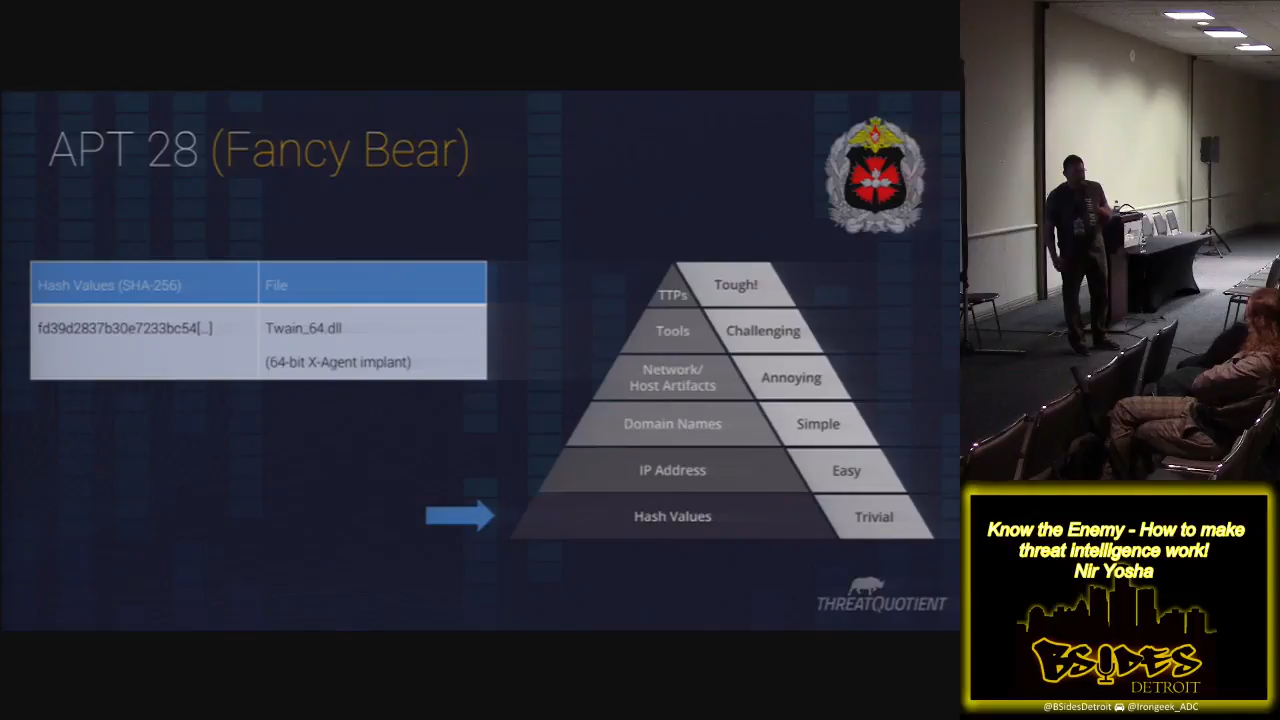 APT 28 (Fancy Bear)
Hash Values (SHA-256) File
fd39d2837b30e7233bc54[..] Twain_64.dll
(64-bit X-Agent implant)
TTPs Tough!
Tools Challenging
Network/
Host Artifacts Annoying
Domain Names Simple
IP Address Easy
Hash Values Trivial
THREATQUOTIENT
Know the Enemy - How to make
threat intelligence work!
Nir Yosha
BSIDES
DETROIT
@BSidesDetroit @Irongeek_ADC